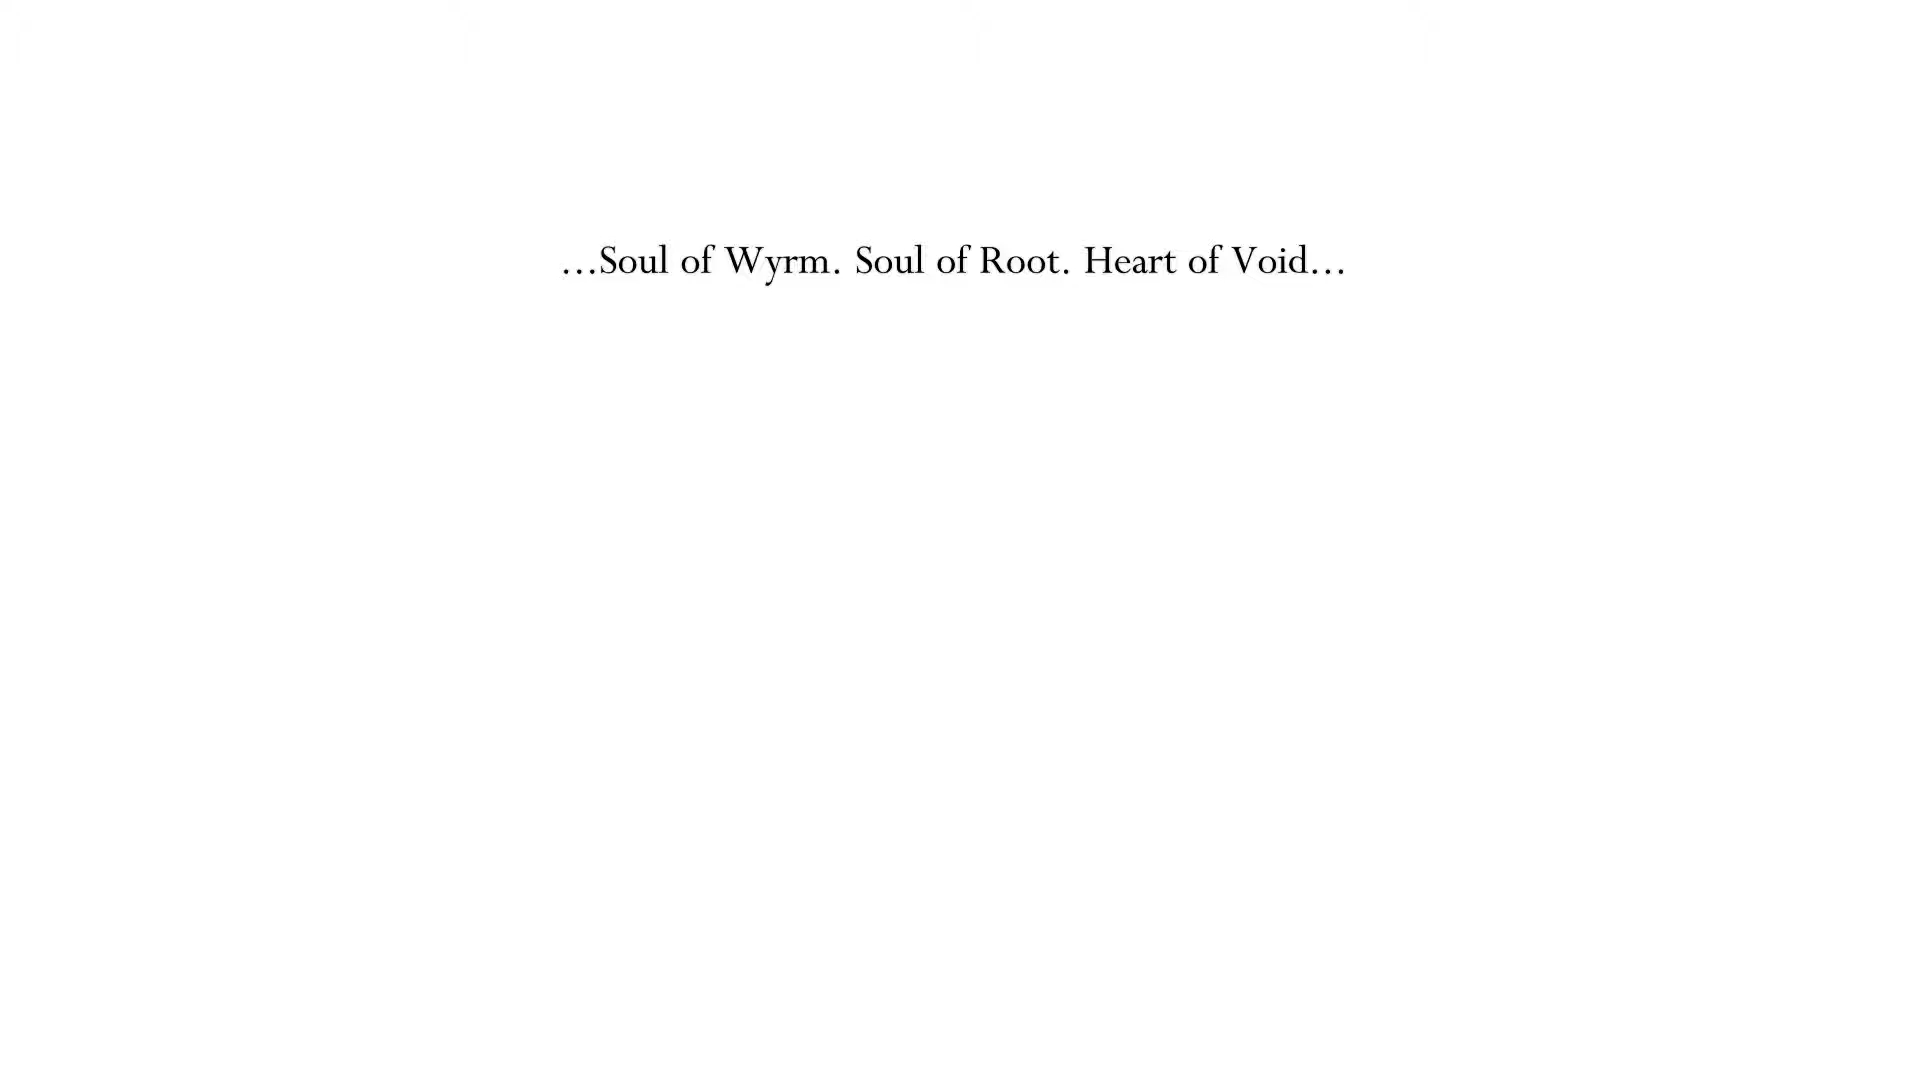 …Soul of Wyrm. Soul of Root. Heart of Void…